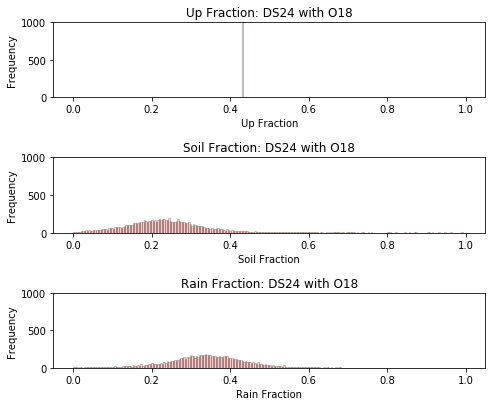 Up Fraction: DS24 with O18
1000
500
0
Frequency
0.0 0.2 0.4 0.6 0.8 1.0
Up Fraction
Soil Fraction: DS24 with O18
1000
500
0
Frequency
0.0 0.2 0.4 0.6 0.8 1.0
Soil Fraction
Rain Fraction: DS24 with O18
1000
500
0
Frequency
0.0 0.2 0.4 0.6 0.8 1.0
Rain Fraction